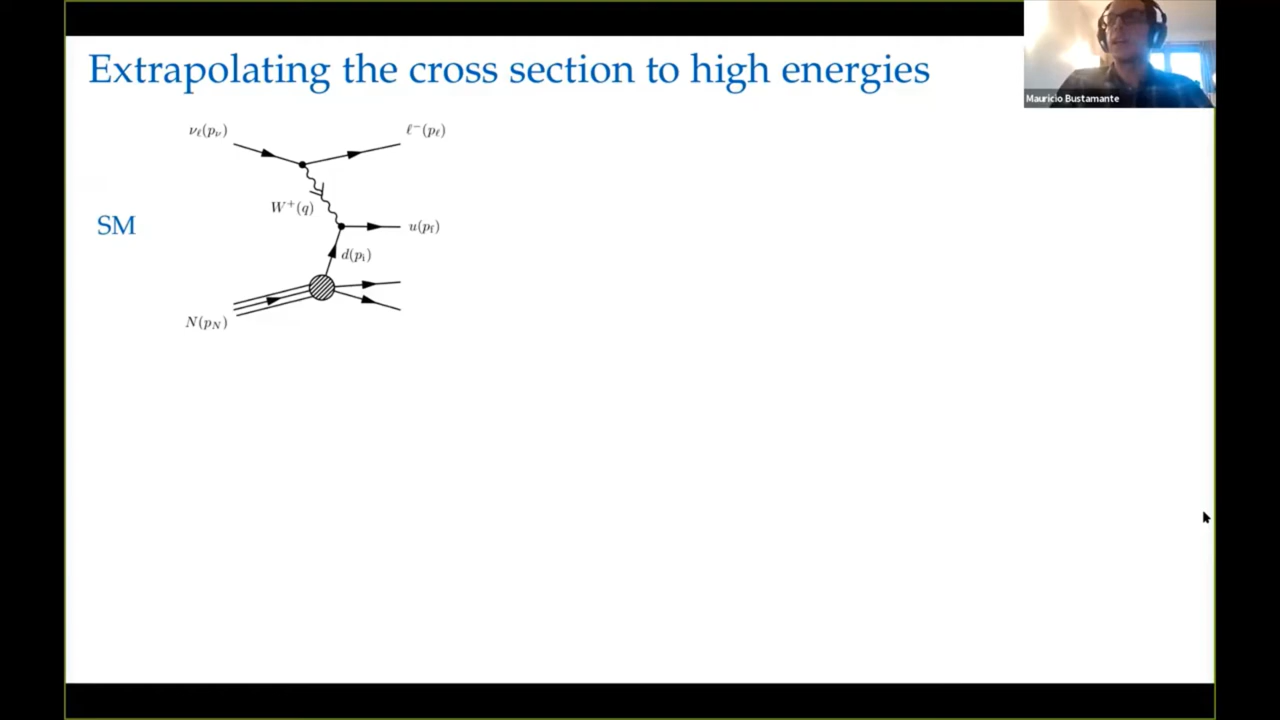 Extrapolating the cross section to high energies
Mauricio Bustamante
νℓ(pν)
ℓ⁻(pℓ)
W⁺(q)
SM
u(pf)
d(pi)
N(pN)